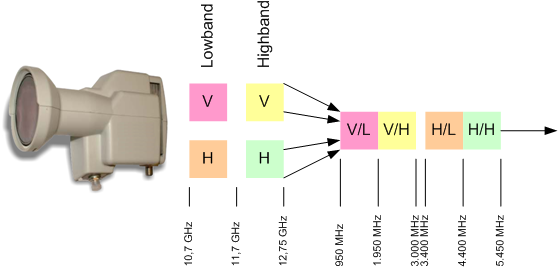 Lowband
Highband
V
V
H
H
V/L
V/H
H/L
H/H
10,7 GHz
11,7 GHz
12,75 GHz
950 MHz
1.950 MHz
3.000 MHz
3.400 MHz
4.400 MHz
5.450 MHz